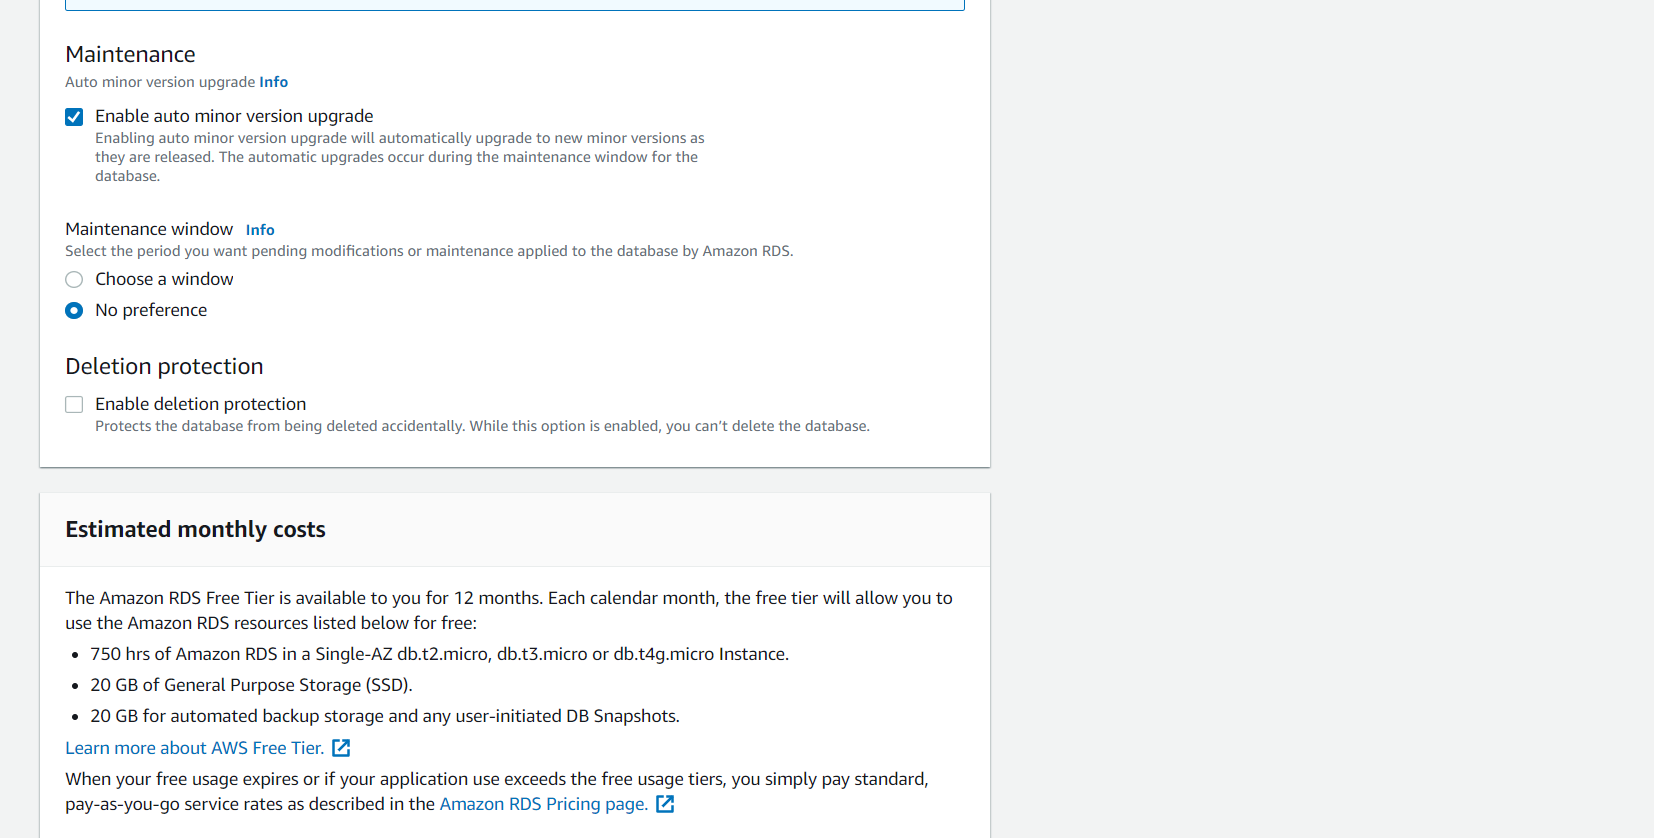 Maintenance
Auto minor version upgrade Info
Enable auto minor version upgrade
Enabling auto minor version upgrade will automatically upgrade to new minor versions as
they are released. The automatic upgrades occur during the maintenance window for the
database.
Maintenance window Info
Select the period you want pending modifications or maintenance applied to the database by Amazon RDS.
Choose a window
No preference
Deletion protection
Enable deletion protection
Protects the database from being deleted accidentally. While this option is enabled, you can’t delete the database.
Estimated monthly costs
The Amazon RDS Free Tier is available to you for 12 months. Each calendar month, the free tier will allow you to
use the Amazon RDS resources listed below for free:
• 750 hrs of Amazon RDS in a Single-AZ db.t2.micro, db.t3.micro or db.t4g.micro Instance.
• 20 GB of General Purpose Storage (SSD).
• 20 GB for automated backup storage and any user-initiated DB Snapshots.
Learn more about AWS Free Tier.
When your free usage expires or if your application use exceeds the free usage tiers, you simply pay standard,
pay-as-you-go service rates as described in the Amazon RDS Pricing page.